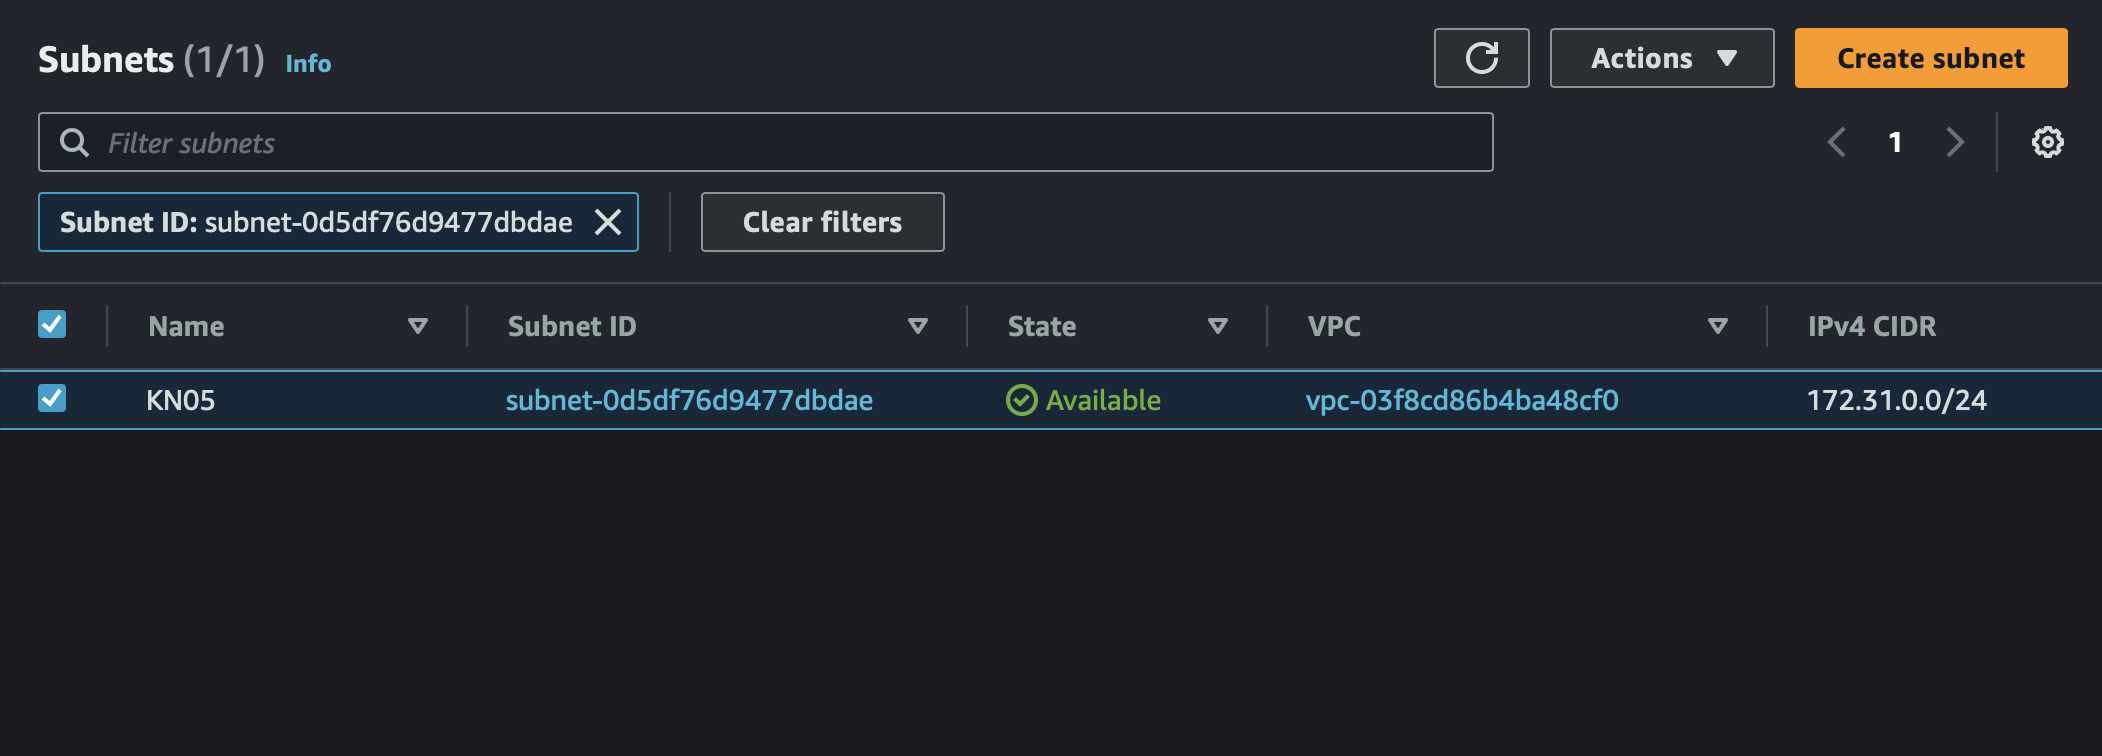 Subnets (1/1) Info
Actions
Create subnet
Filter subnets
1
Subnet ID: subnet-0d5df76d9477dbdae
Clear filters
Name Subnet ID State VPC IPv4 CIDR
KN05 subnet-0d5df76d9477dbdae Available vpc-03f8cd86b4ba48cf0 172.31.0.0/24